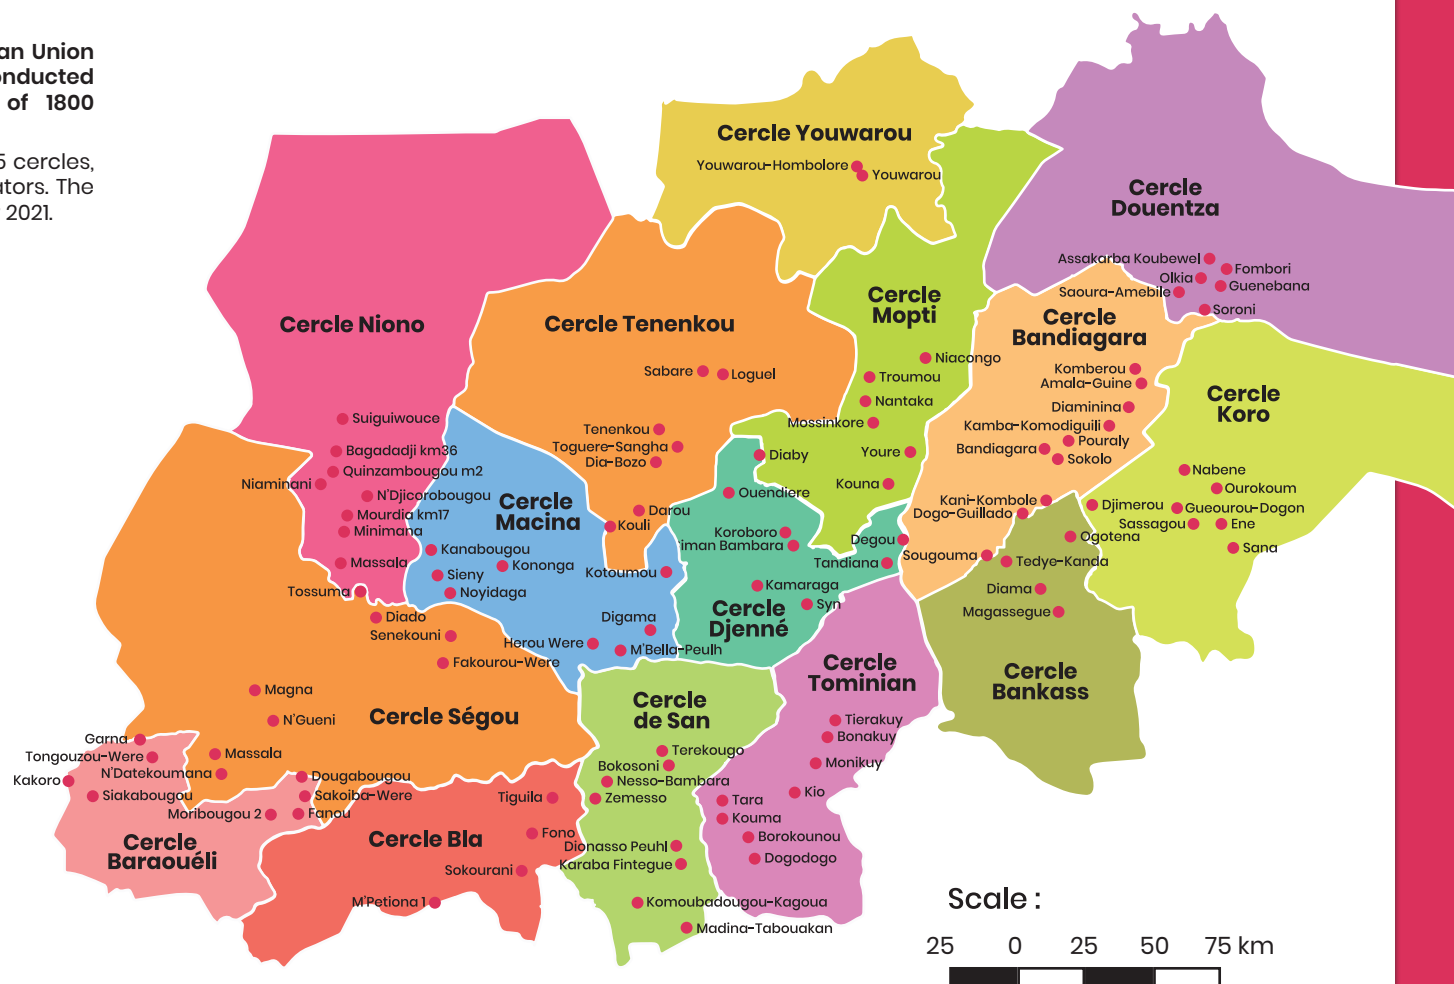 an Union
onducted
of 1800
5 cercles,
ators. The
2021.
Cercle Youwarou
Youwarou-Hombolore
Youwarou
Cercle
Douentza
Assakarba Koubewel
Fombori
Olkia
Guenebana
Saoura-Amebile
Soroni
Cercle Niono
Cercle Tenenkou
Cercle
Mopti
Cercle
Bandiagara
Sabare
Loguel
Niacongo
Troumou
Nantaka
Mossinkore
Youre
Kouna
Komberou
Amala-Guine
Diaminina
Kamba-Komodiguili
Pouraly
Bandiagara
Sokolo
Kani-Kombole
Dogo-Guillado
Sougouma
Cercle
Koro
Nabene
Ourokoum
Djimerou
Gueourou-Dogon
Sassagou
Ene
Sana
Suiguiwouce
Bagadadji km36
Quinzambougou m2
Niaminani
N'Djicorobougou
Mourdia km17
Minimana
Massala
Tossuma
Tenenkou
Toguere-Sangha
Dia-Bozo
Darou
Kouli
Cercle
Macina
Kanabougou
Kononga
Sieny
Noyidaga
Kotoumou
Digama
Herou Were
M'Bella-Peulh
Diaby
Ouendiere
Koroboro
iman Bambara
Degou
Tandiana
Kamaraga
Syn
Cercle
Djenné
Ogotena
Tedye-Kanda
Diama
Magassegue
Cercle
Bankass
Diado
Senekouni
Fakourou-Were
Magna
N'Gueni
Cercle Ségou
Massala
N'Datekoumana
Dougabougou
Sakoiba-Were
Fanou
Moribougou 2
Garna
Tongouzou-Were
Kakoro
Siakabougou
Cercle
Baraouéli
Cercle Bla
Tiguila
Fono
Sokourani
M'Petiona 1
Cercle
de San
Terekougo
Bokosoni
Nesso-Bambara
Zemesso
Dionasso Peuhl
Karaba Fintegue
Komoubadougou-Kagoua
Madina-Tabouakan
Cercle
Tominian
Tierakuy
Bonakuy
Monikuy
Kio
Tara
Kouma
Borokounou
Dogodogo
Scale :
25 0 25 50 75 km